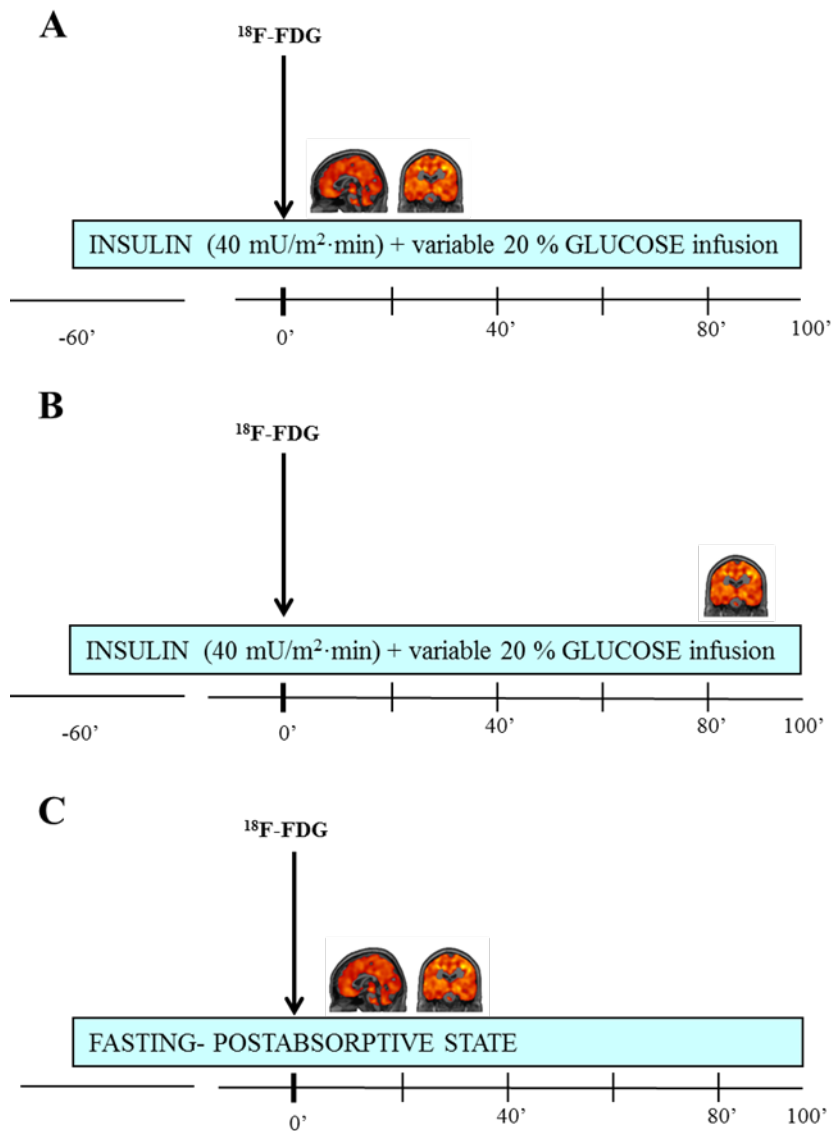 A
¹⁸F-FDG
INSULIN (40 mU/m²·min) + variable 20 % GLUCOSE infusion
-60’ 0’ 40’ 80’ 100’
B
¹⁸F-FDG
INSULIN (40 mU/m²·min) + variable 20 % GLUCOSE infusion
-60’ 0’ 40’ 80’ 100’
C
¹⁸F-FDG
FASTING- POSTABSORPTIVE STATE
0’ 40’ 80’ 100’